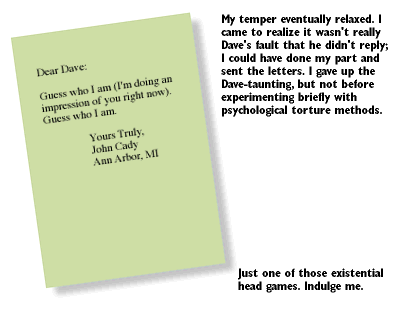 Dear Dave:
Guess who I am (I'm doing an
impression of you right now).
Guess who I am.
Yours Truly,
John Cady
Ann Arbor, MI
My temper eventually relaxed. I
came to realize it wasn't really
Dave's fault that he didn't reply;
I could have done my part and
sent the letters. I gave up the
Dave-taunting, but not before
experimenting briefly with
psychological torture methods.
Just one of those existential
head games. Indulge me.